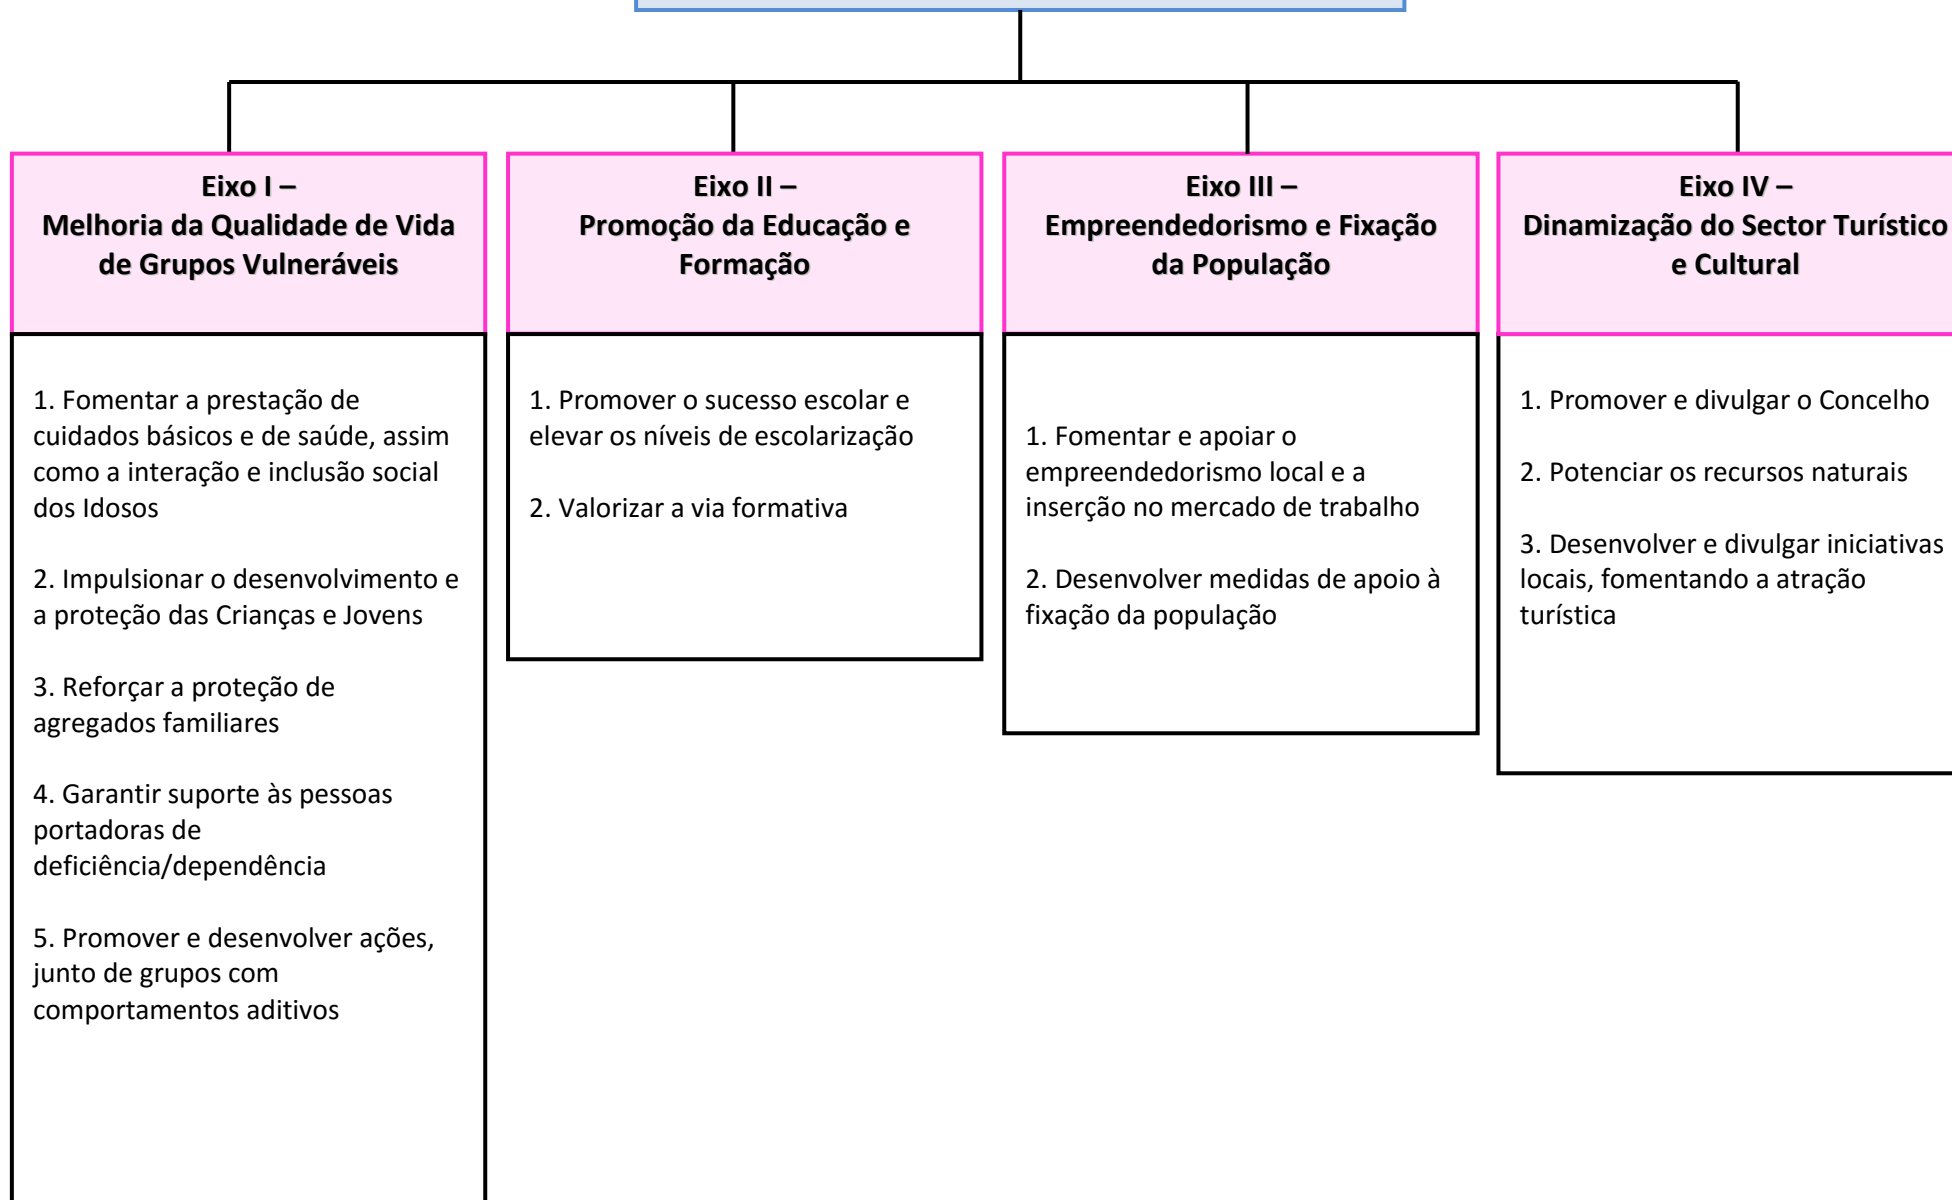 Eixo I –
Melhoria da Qualidade de Vida
de Grupos Vulneráveis
1. Fomentar a prestação de
cuidados básicos e de saúde, assim
como a interação e inclusão social
dos Idosos
2. Impulsionar o desenvolvimento e
a proteção das Crianças e Jovens
3. Reforçar a proteção de
agregados familiares
4. Garantir suporte às pessoas
portadoras de
deficiência/dependência
5. Promover e desenvolver ações,
junto de grupos com
comportamentos aditivos
Eixo II –
Promoção da Educação e
Formação
1. Promover o sucesso escolar e
elevar os níveis de escolarização
2. Valorizar a via formativa
Eixo III –
Empreendedorismo e Fixação
da População
1. Fomentar e apoiar o
empreendedorismo local e a
inserção no mercado de trabalho
2. Desenvolver medidas de apoio à
fixação da população
Eixo IV –
Dinamização do Sector Turístico
e Cultural
1. Promover e divulgar o Concelho
2. Potenciar os recursos naturais
3. Desenvolver e divulgar iniciativas
locais, fomentando a atração
turística